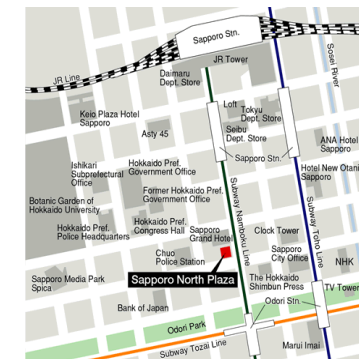 Sapporo Stn.
JR Tower
Sosei River
JR Line
Daimaru
Dept. Store
Loft
Tokyu
Dept. Store
Keio Plaza Hotel
Sapporo
Seibu
Dept. Store
Asty 45
ANA Hotel
Sapporo
Sapporo Stn.
Ishikari
Subprefectural
Office
Hokkaido Pref.
Government Office
Hotel New Otani
Sapporo
Former Hokkaido Pref.
Government Office
Subway Namboku Line
Subway Toho Line
Botanic Garden of
Hokkaido University
Hokkaido Pref.
Police Headquarters
Hokkaido Pref.
Congress Hall
Sapporo
Grand Hotel
Clock Tower
Chuo
Police Station
Sapporo
City Office
NHK
Sapporo Media Park
Spica
Sapporo North Plaza
The Hokkaido
Shimbun Press
TV Tower
Odori Stn.
Bank of Japan
Odori Park
Subway Tozai Line
Marui Imai